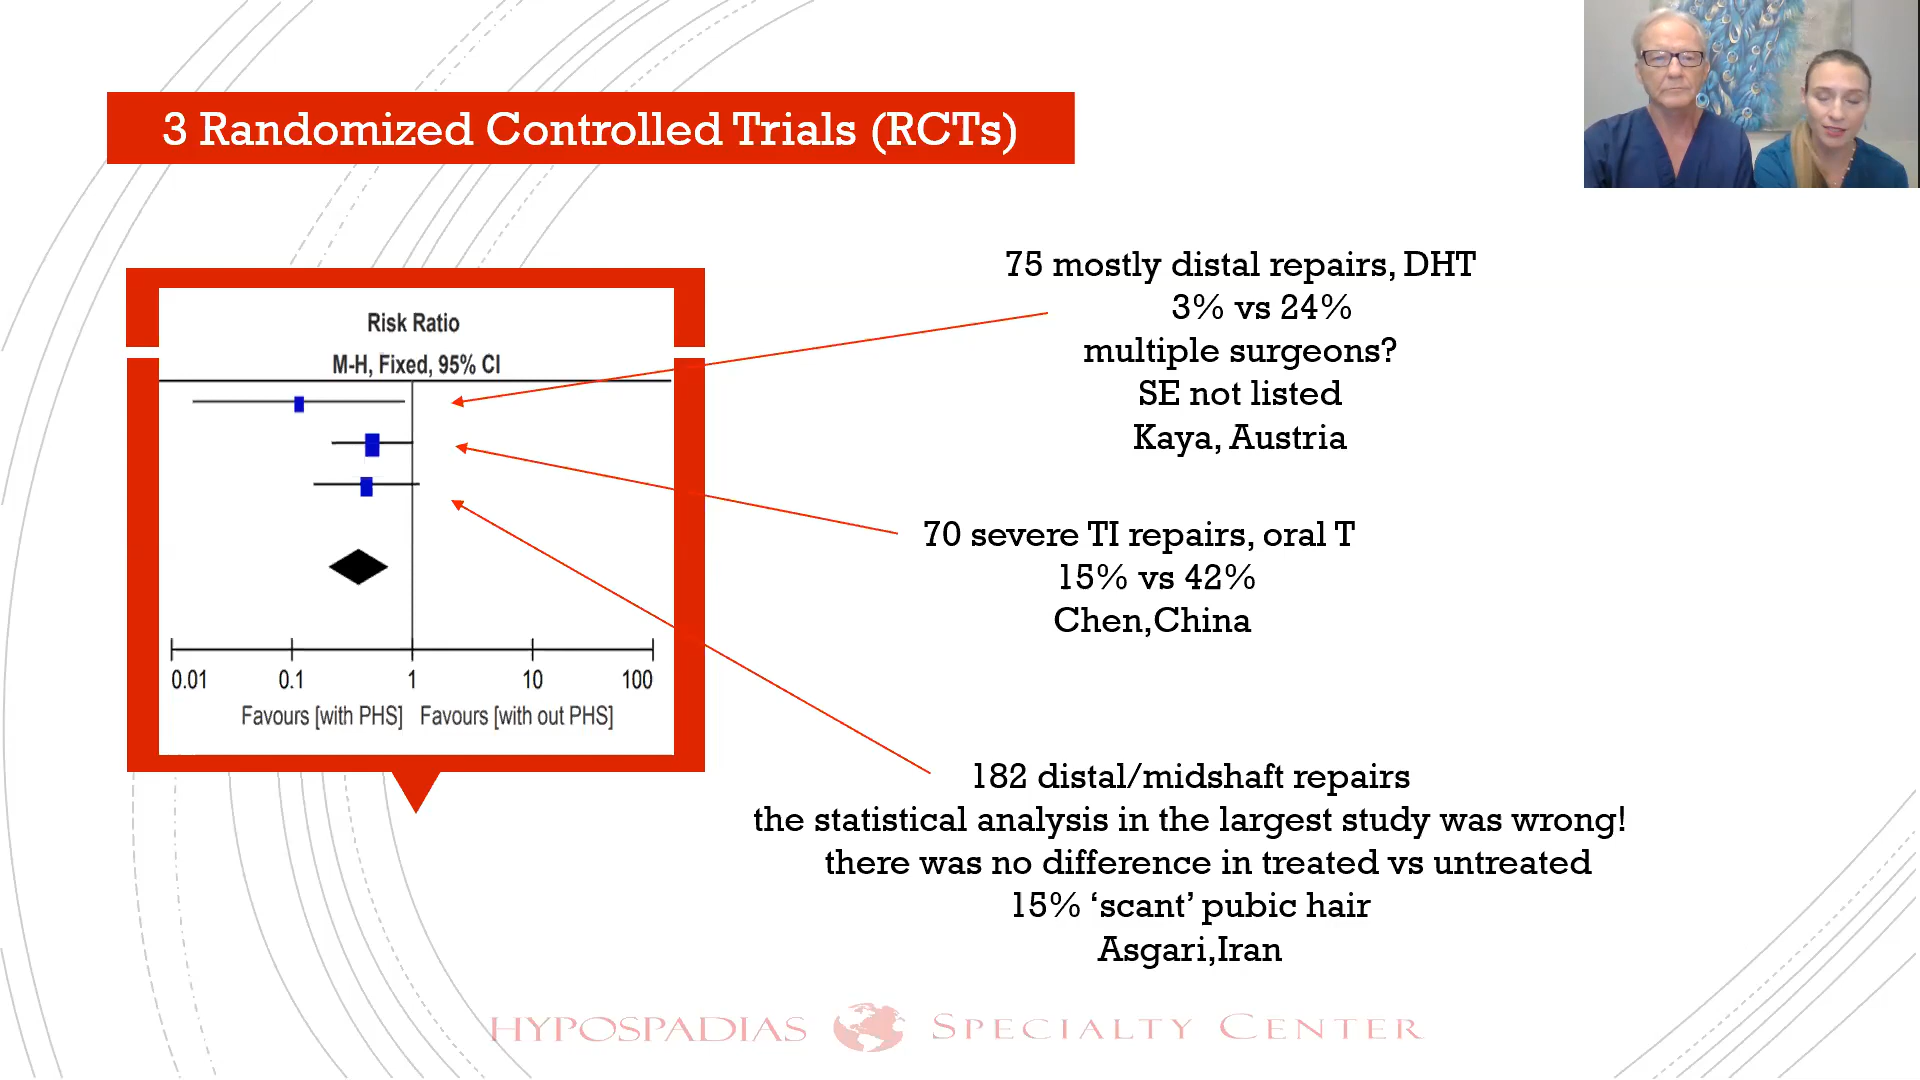 3 Randomized Controlled Trials (RCTs)
Risk Ratio
M-H, Fixed, 95% CI
0.01 0.1 1 10 100
Favours [with PHS] Favours [with out PHS]
75 mostly distal repairs, DHT
3% vs 24%
multiple surgeons?
SE not listed
Kaya, Austria
70 severe TI repairs, oral T
15% vs 42%
Chen,China
182 distal/midshaft repairs
the statistical analysis in the largest study was wrong!
there was no difference in treated vs untreated
15% ‘scant’ pubic hair
Asgari,Iran
HYPOSPADIAS SPECIALTY CENTER